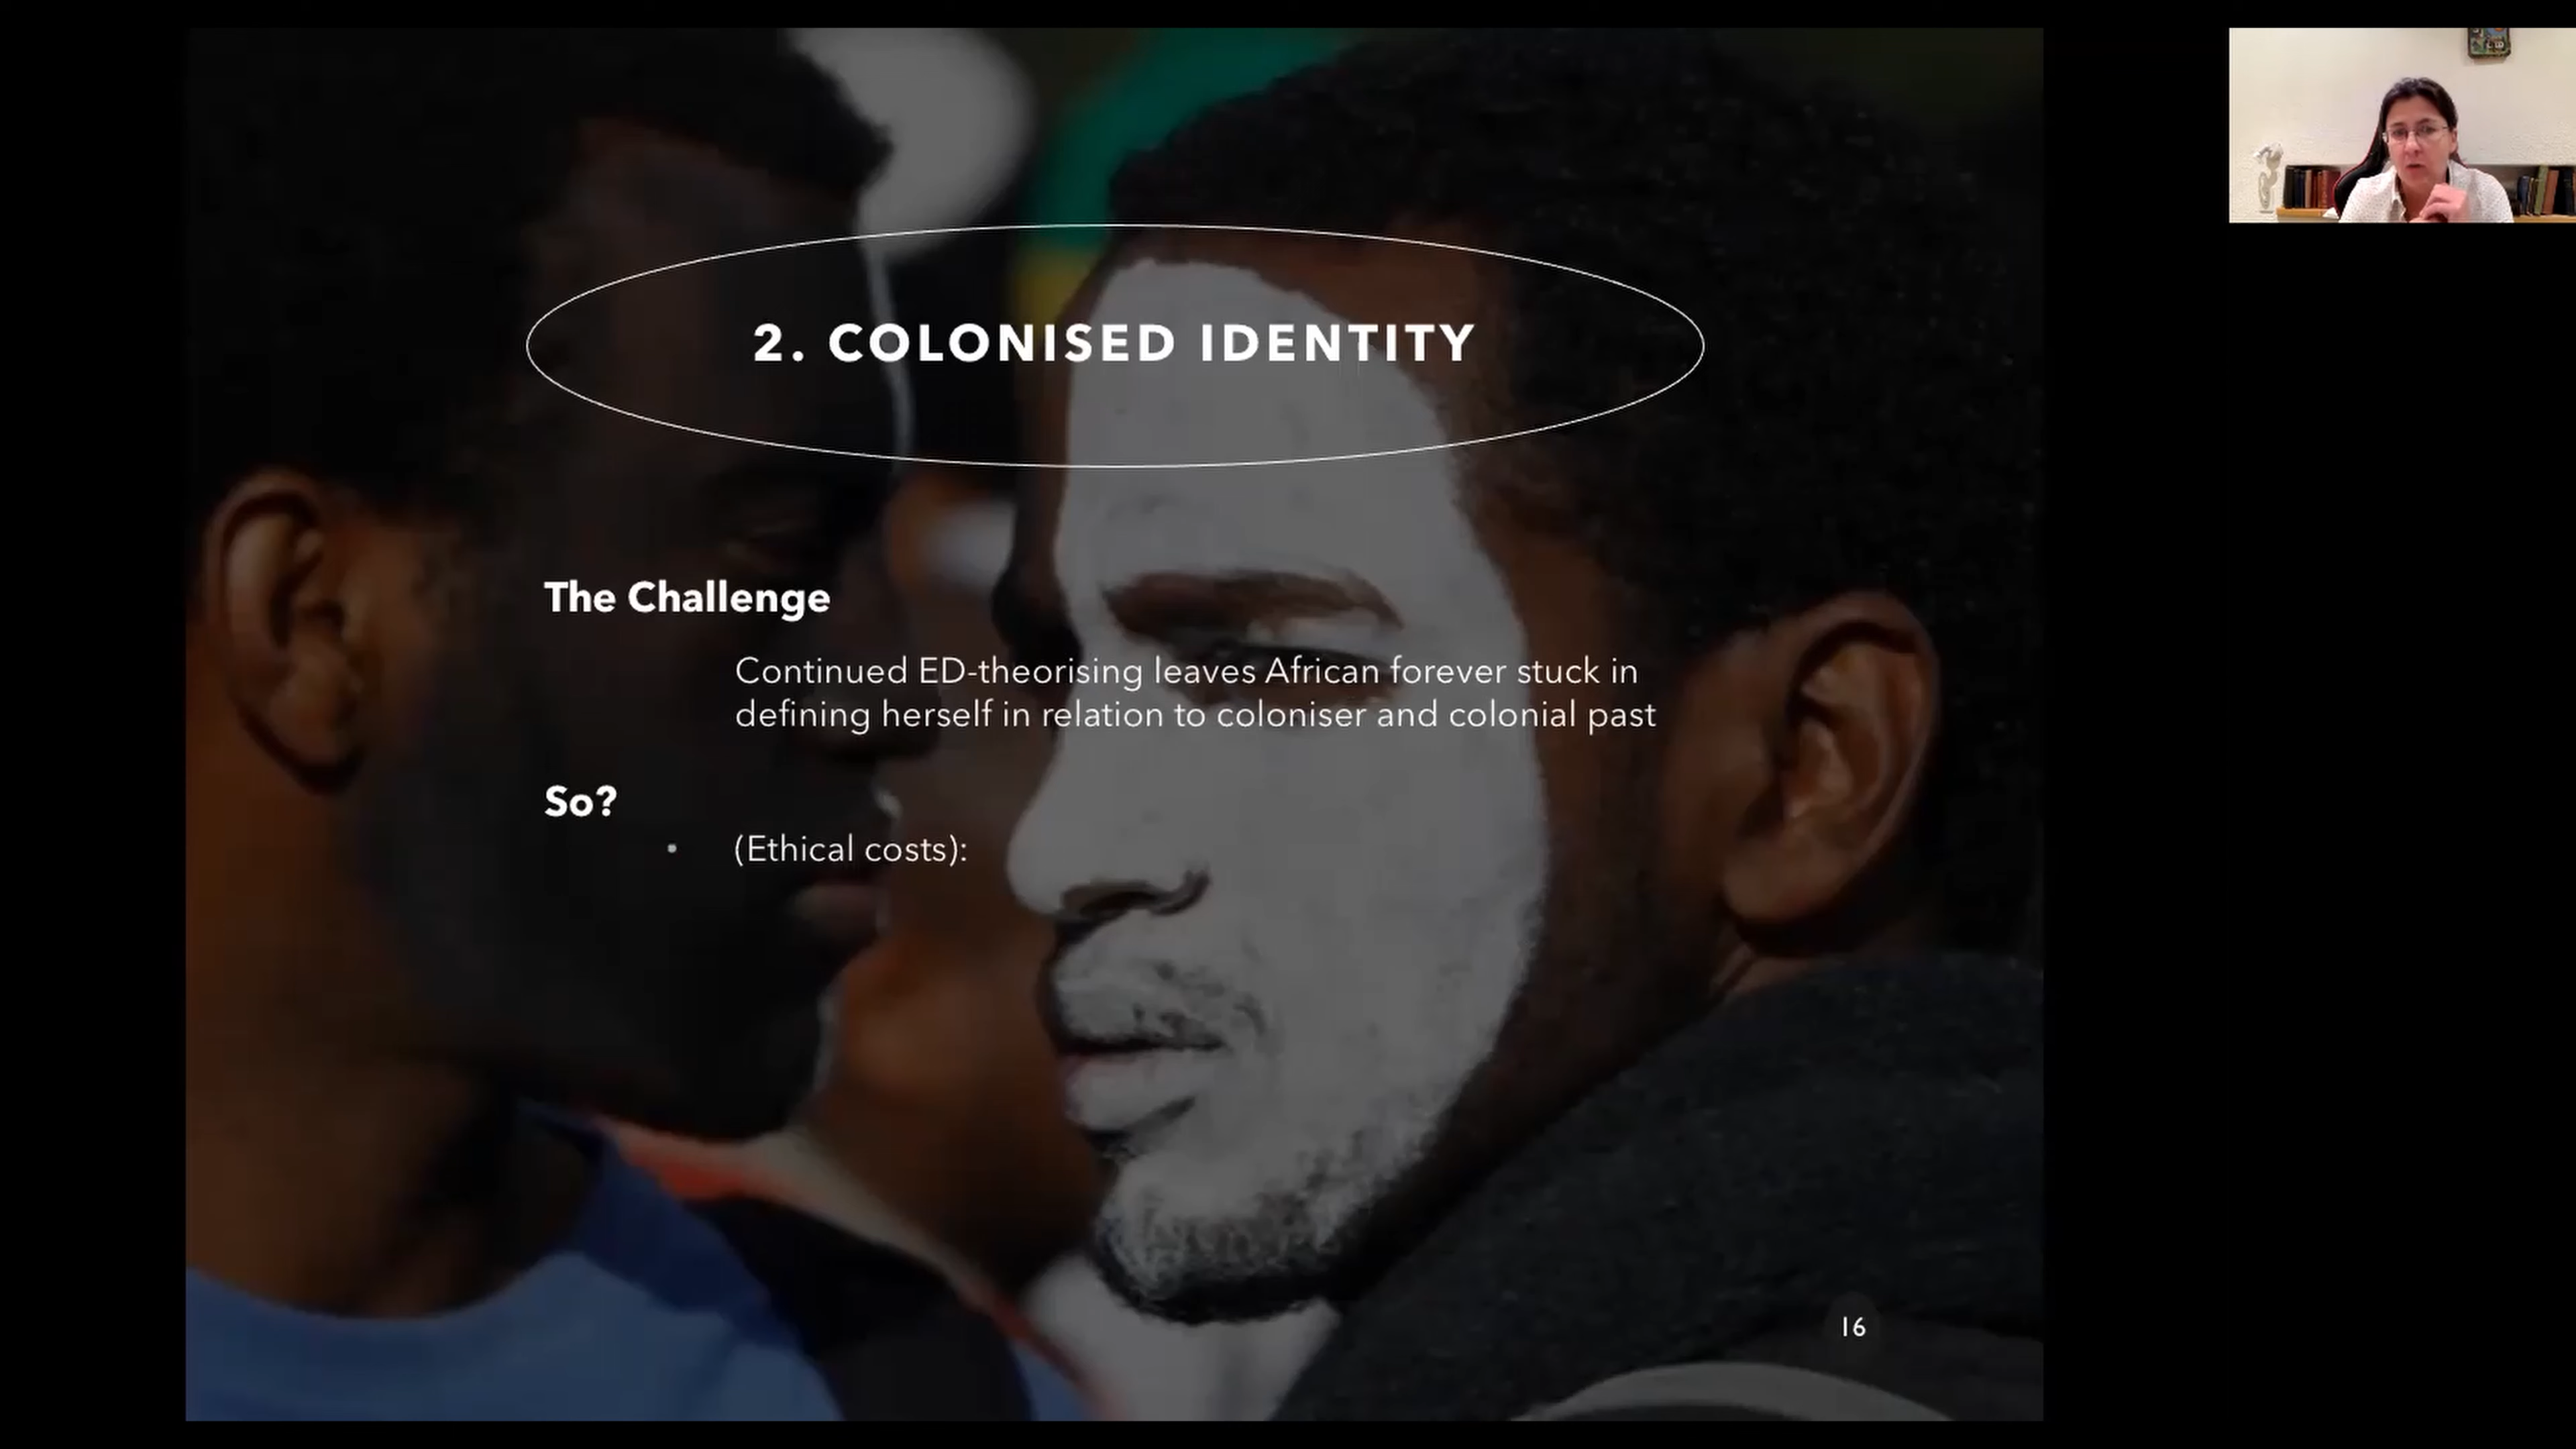 2. COLONISED IDENTITY
The Challenge
Continued ED-theorising leaves African forever stuck in
defining herself in relation to coloniser and colonial past
So?
• (Ethical costs):
16